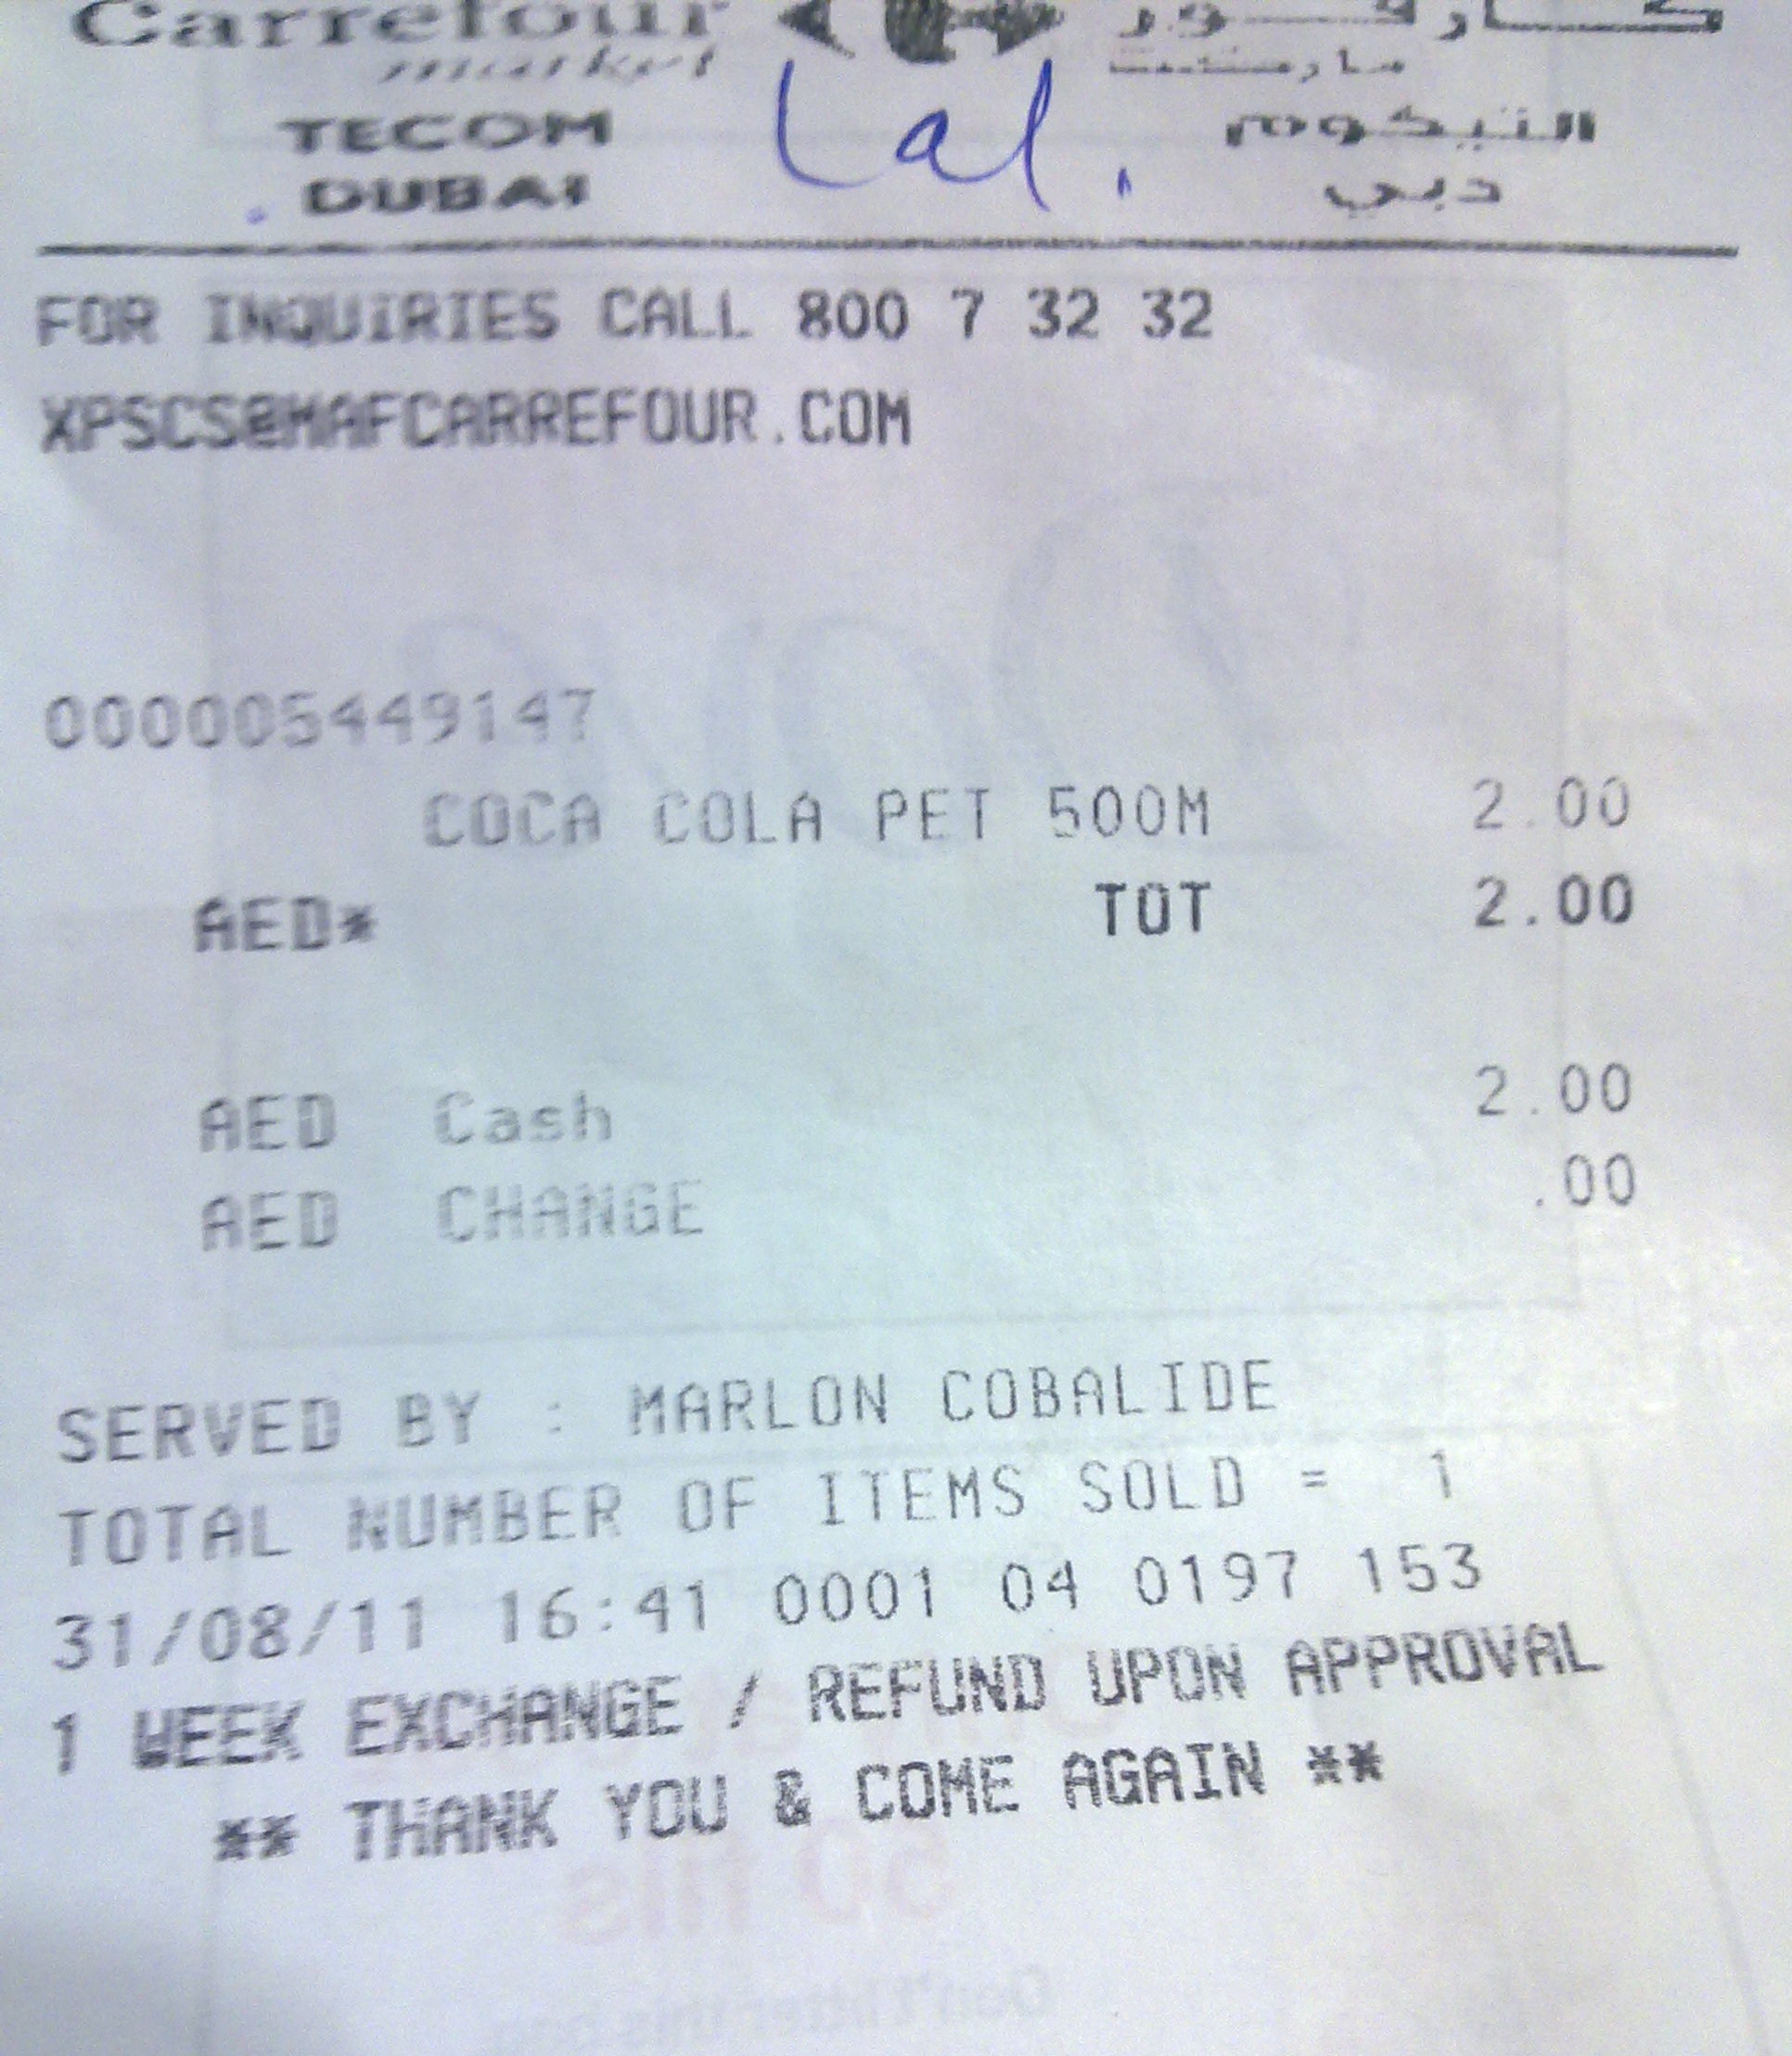 Carrefour كارفور
market ماركت
TECOM Lal. التيكوم
DUBAI دبي
FOR INQUIRIES CALL 800 7 32 32
XPSCS@MAFCARREFOUR.COM
000005449147
COCA COLA PET 500M 2.00
AED* TOT 2.00
AED Cash 2.00
AED CHANGE .00
SERVED BY : MARLON COBALIDE
TOTAL NUMBER OF ITEMS SOLD = 1
31/08/11 16:41 0001 04 0197 153
1 WEEK EXCHANGE / REFUND UPON APPROVAL
** THANK YOU & COME AGAIN **
50 fils